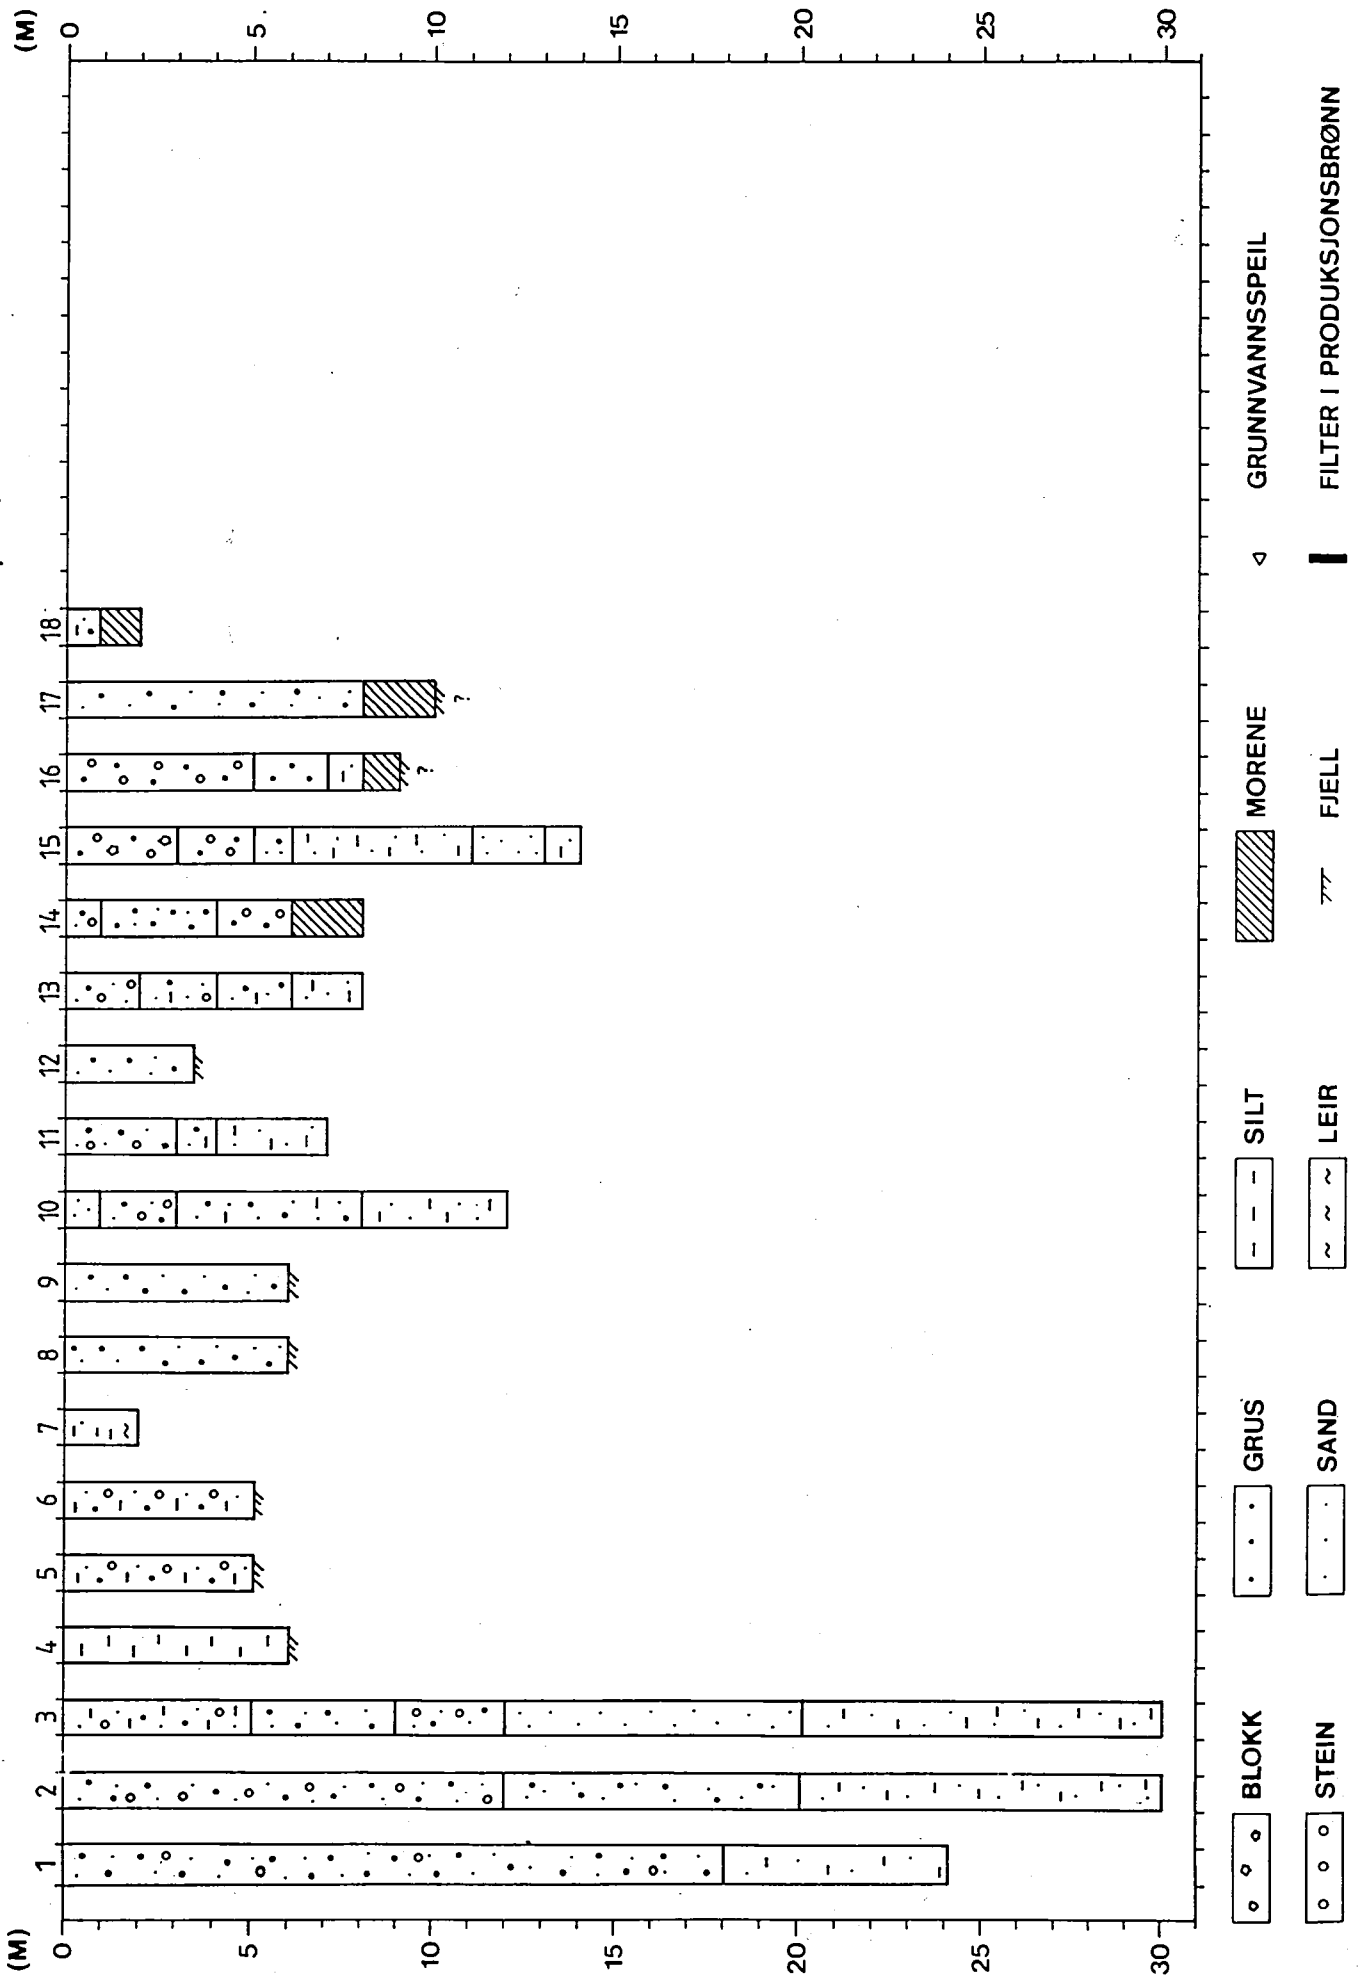 (M) (M)
1 2 3 4 5 6 7 8 9 10 11 12 13 14 15 16 17 18
0 0
5 5
10 10
15 15
20 20
25 25
30 30
? ?
BLOKK GRUS SILT MORENE GRUNNVANNSSPEIL
STEIN SAND LEIR FJELL FILTER I PRODUKSJONSBRØNN